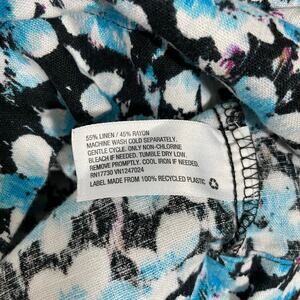 55% LINEN / 45% RAYON
MACHINE WASH COLD SEPARATELY.
GENTLE CYCLE. ONLY NON-CHLORINE
BLEACH IF NEEDED. TUMBLE DRY LOW.
REMOVE PROMPTLY. COOL IRON IF NEEDED.
RN17730 VN1247024
LABEL MADE FROM 100% RECYCLED PLASTIC